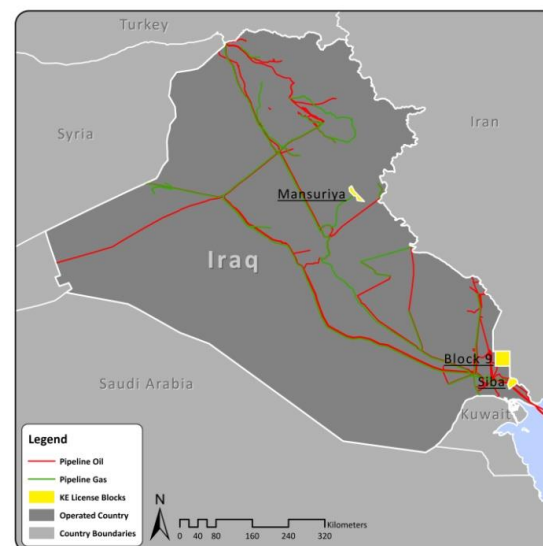 Turkey
Syria
Iran
Mansuriya
Iraq
Block 9
Siba
Saudi Arabia
Kuwait
Legend
Pipeline Oil
Pipeline Gas
KE License Blocks
Operated Country
Country Boundaries
N
Kilometers
0 40 80 160 240 320